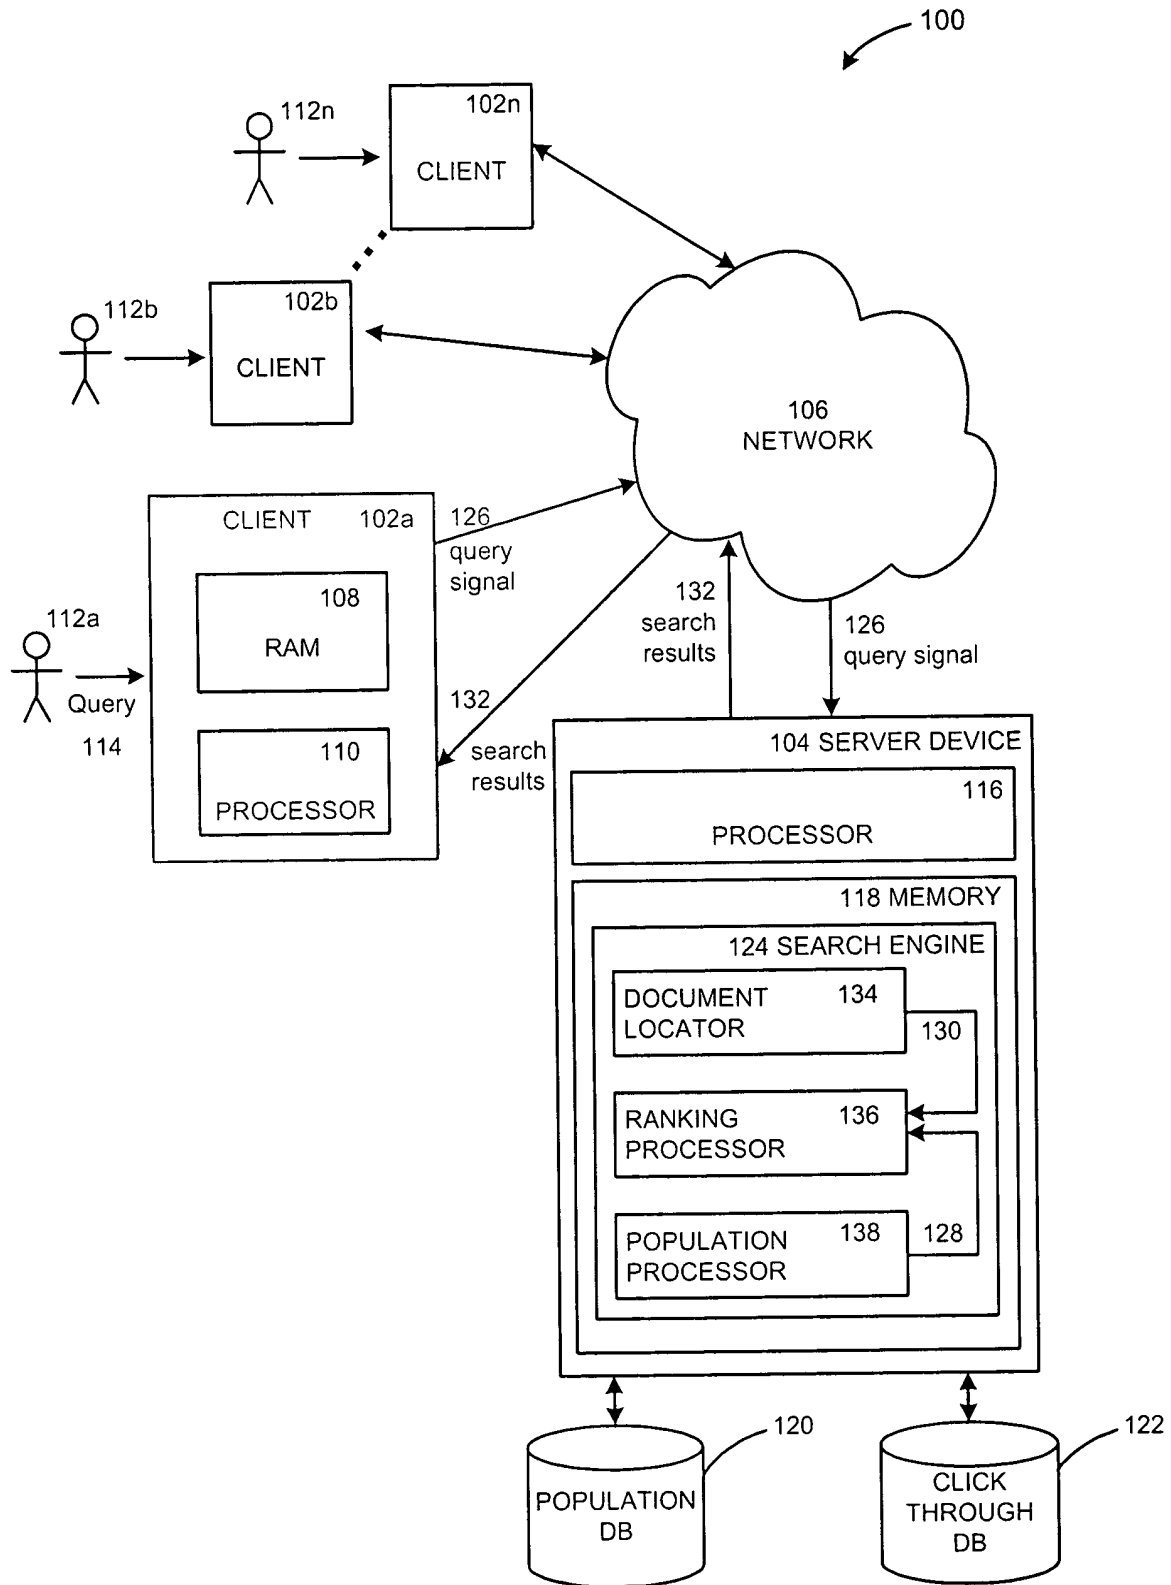 100
112n
102n
CLIENT
112b
102b
CLIENT
106
NETWORK
CLIENT 102a
126
query
signal
108
RAM
112a
Query
114
110
PROCESSOR
132
search
results
132
search
results
126
query signal
104 SERVER DEVICE
116
PROCESSOR
118 MEMORY
124 SEARCH ENGINE
DOCUMENT 134
LOCATOR
130
RANKING 136
PROCESSOR
POPULATION 138
PROCESSOR
128
120
POPULATION
DB
122
CLICK
THROUGH
DB